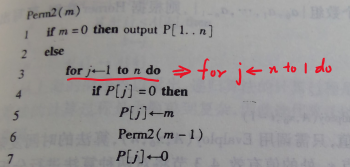 Perm2(m)
1 if m = 0 then output P[1..n]
2 else
3 for j←1 to n do ⇒ for j ← n to 1 do
4 if P[j] = 0 then
5 P[j]←m
6 Perm2(m − 1)
7 P[j]←0